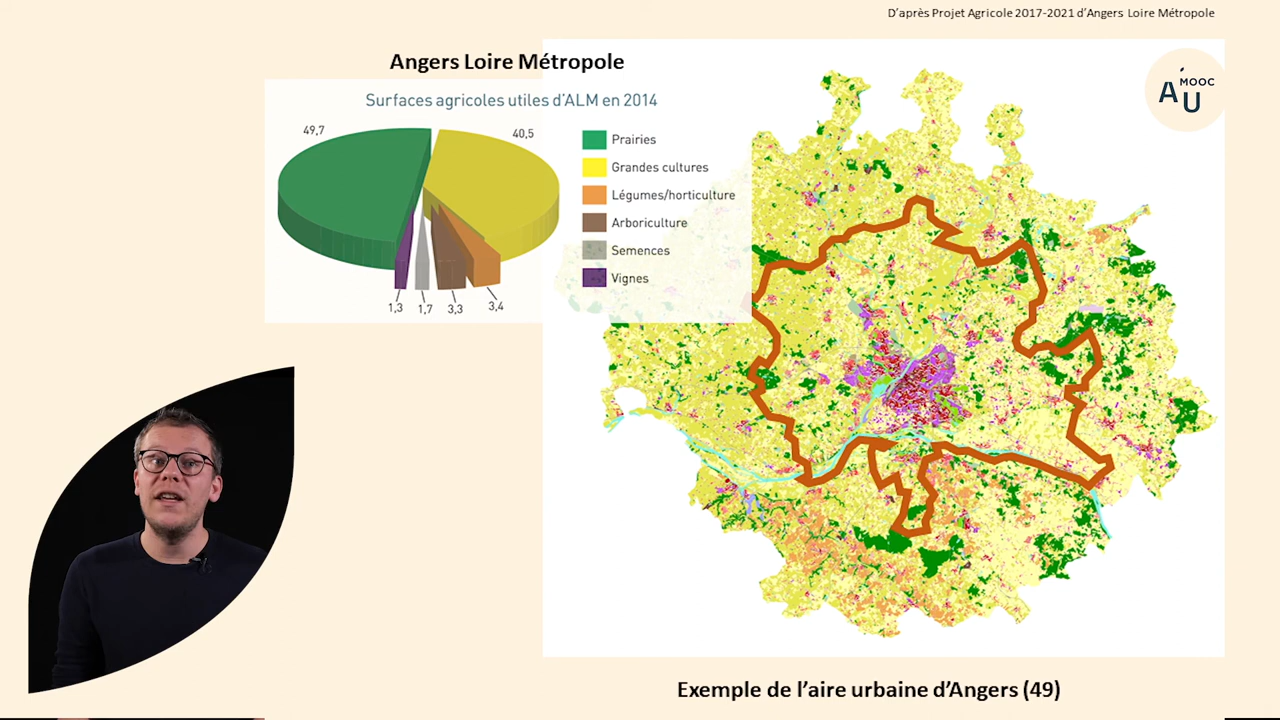 D'après Projet Agricole 2017-2021 d'Angers Loire Métropole
Angers Loire Métropole
MOOC
A'U
Surfaces agricoles utiles d'ALM en 2014
49,7
40,5
Prairies
Grandes cultures
Légumes/horticulture
Arboriculture
Semences
Vignes
1,3
1,7
3,3
3,4
Exemple de l'aire urbaine d'Angers (49)